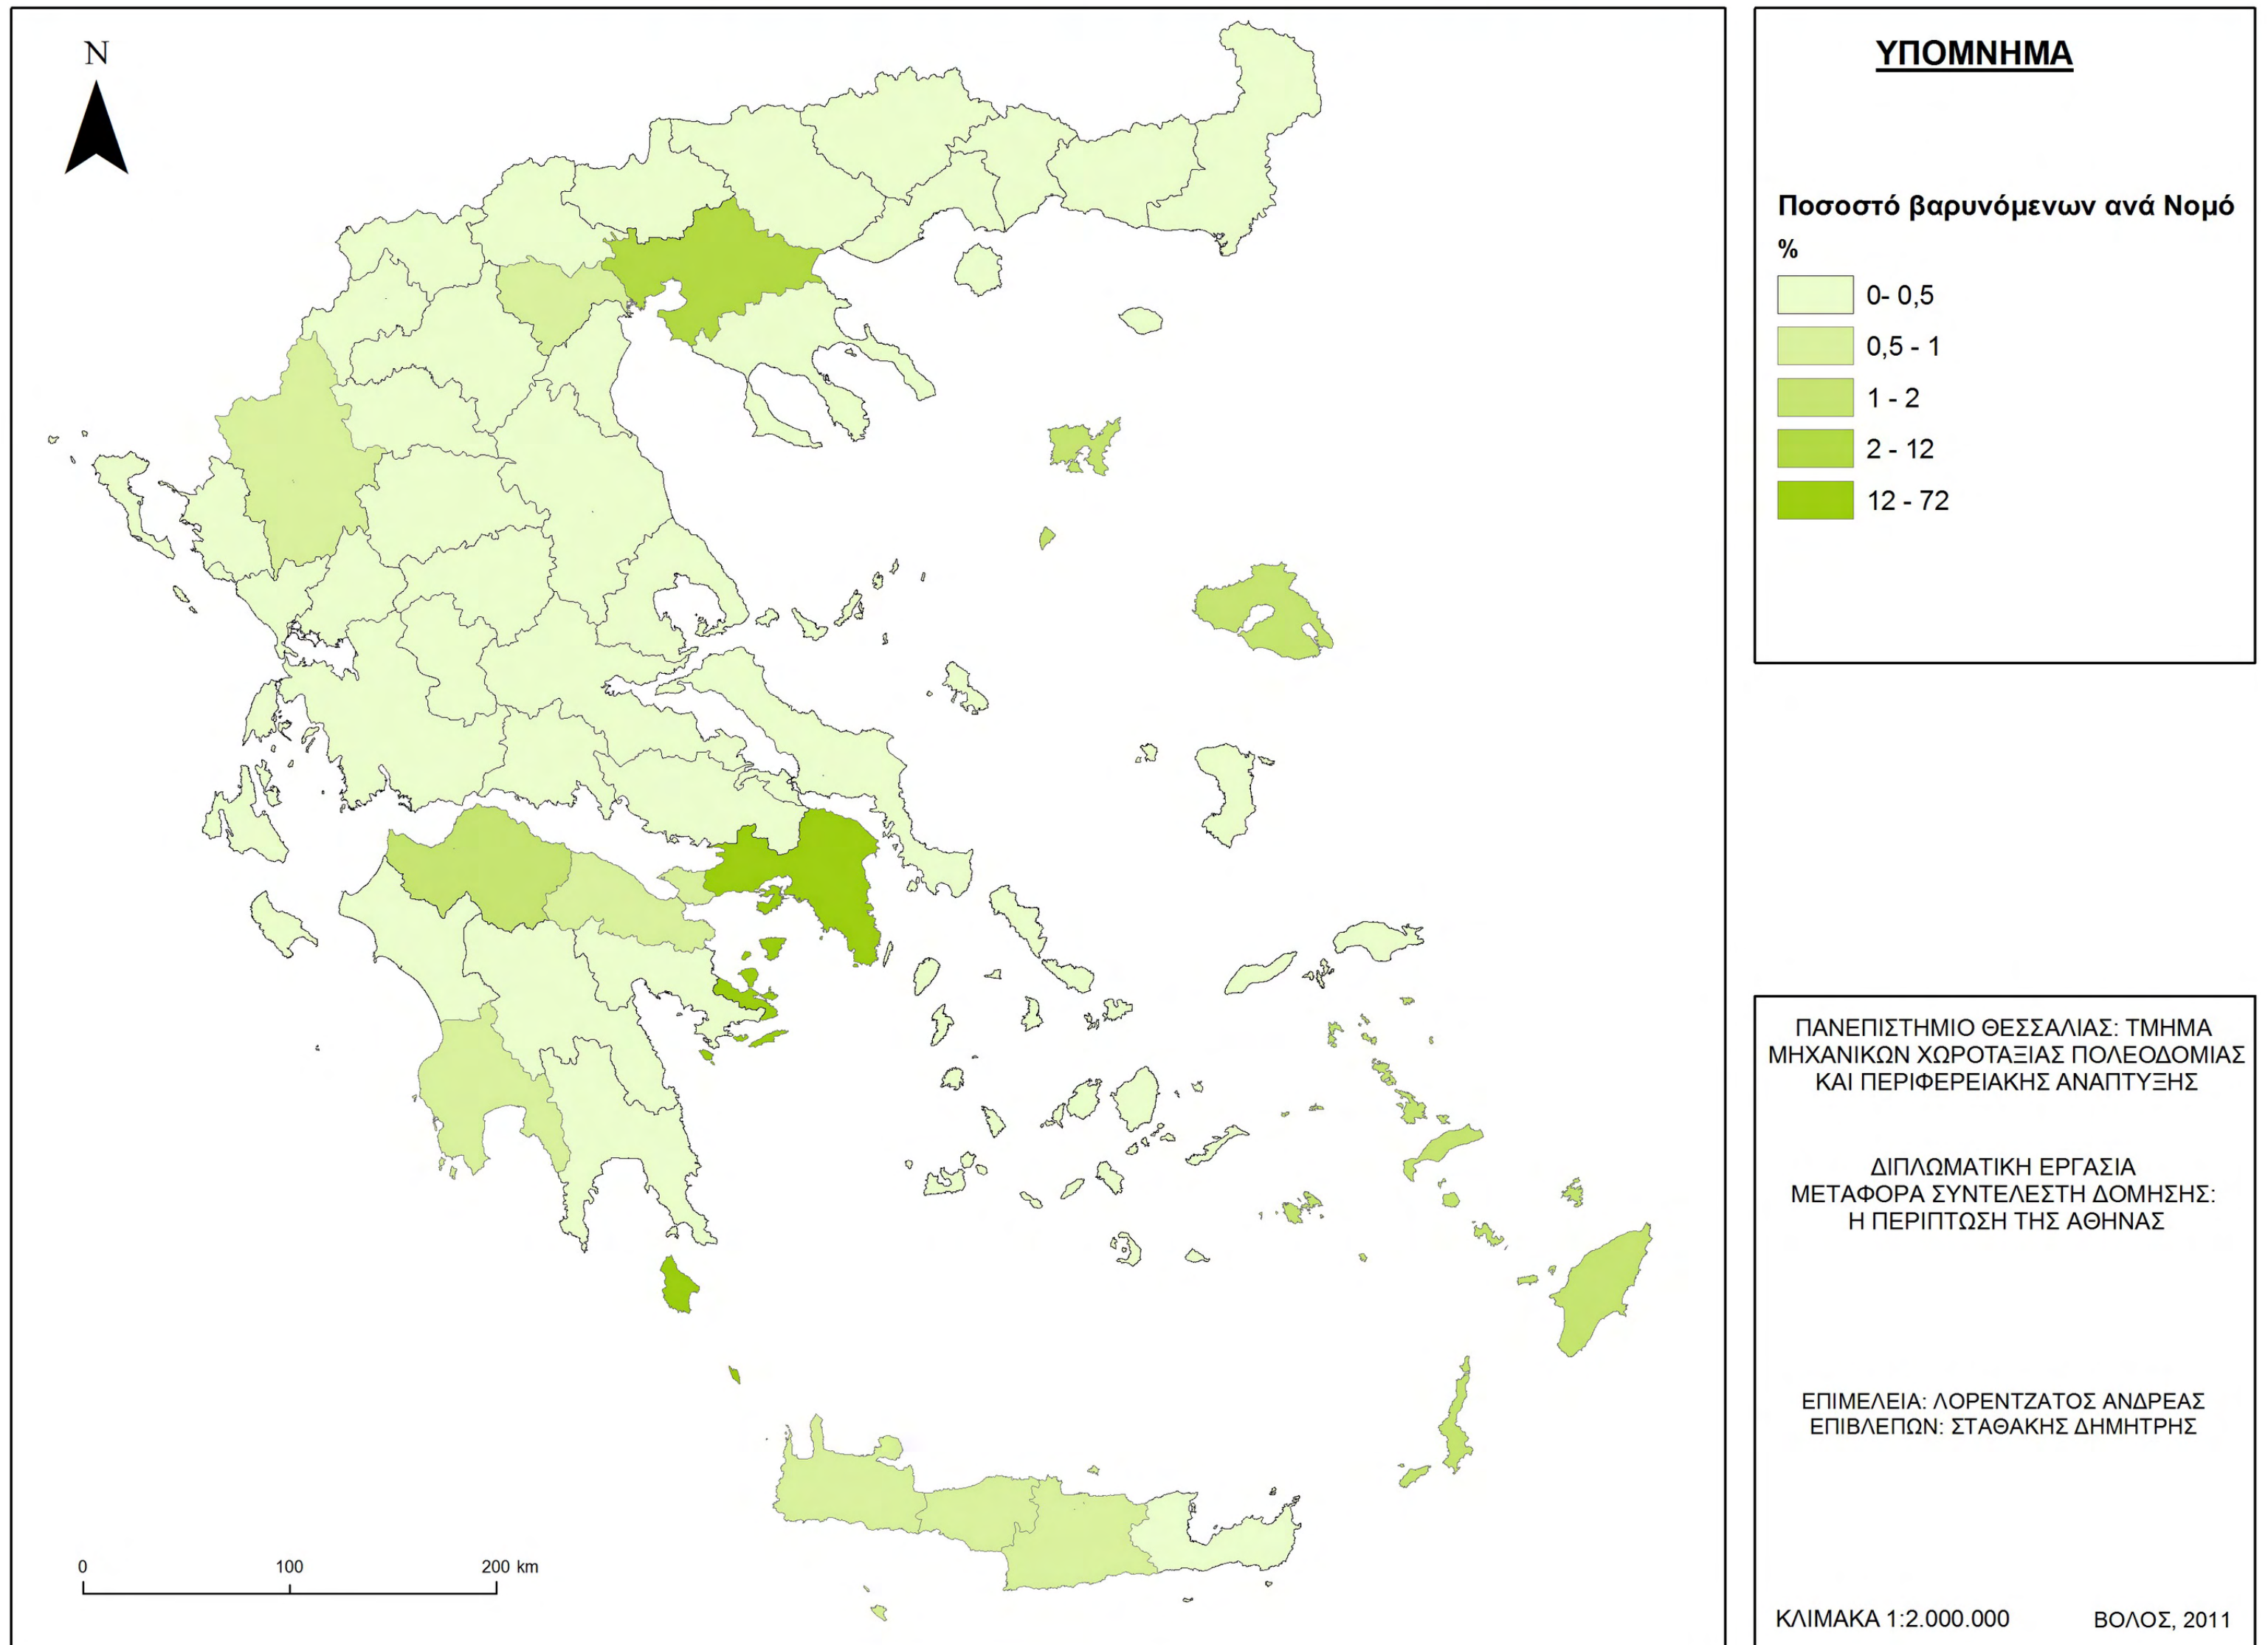 N
0 100 200 km
ΥΠΟΜΝΗΜΑ
Ποσοστό βαρυνόμενων ανά Νομό
%
0- 0,5
0,5 - 1
1 - 2
2 - 12
12 - 72
ΠΑΝΕΠΙΣΤΗΜΙΟ ΘΕΣΣΑΛΙΑΣ: ΤΜΗΜΑ
ΜΗΧΑΝΙΚΩΝ ΧΩΡΟΤΑΞΙΑΣ ΠΟΛΕΟΔΟΜΙΑΣ
ΚΑΙ ΠΕΡΙΦΕΡΕΙΑΚΗΣ ΑΝΑΠΤΥΞΗΣ
ΔΙΠΛΩΜΑΤΙΚΗ ΕΡΓΑΣΙΑ
ΜΕΤΑΦΟΡΑ ΣΥΝΤΕΛΕΣΤΗ ΔΟΜΗΣΗΣ:
Η ΠΕΡΙΠΤΩΣΗ ΤΗΣ ΑΘΗΝΑΣ
ΕΠΙΜΕΛΕΙΑ: ΛΟΡΕΝΤΖΑΤΟΣ ΑΝΔΡΕΑΣ
ΕΠΙΒΛΕΠΩΝ: ΣΤΑΘΑΚΗΣ ΔΗΜΗΤΡΗΣ
ΚΛΙΜΑΚΑ 1:2.000.000 ΒΟΛΟΣ, 2011